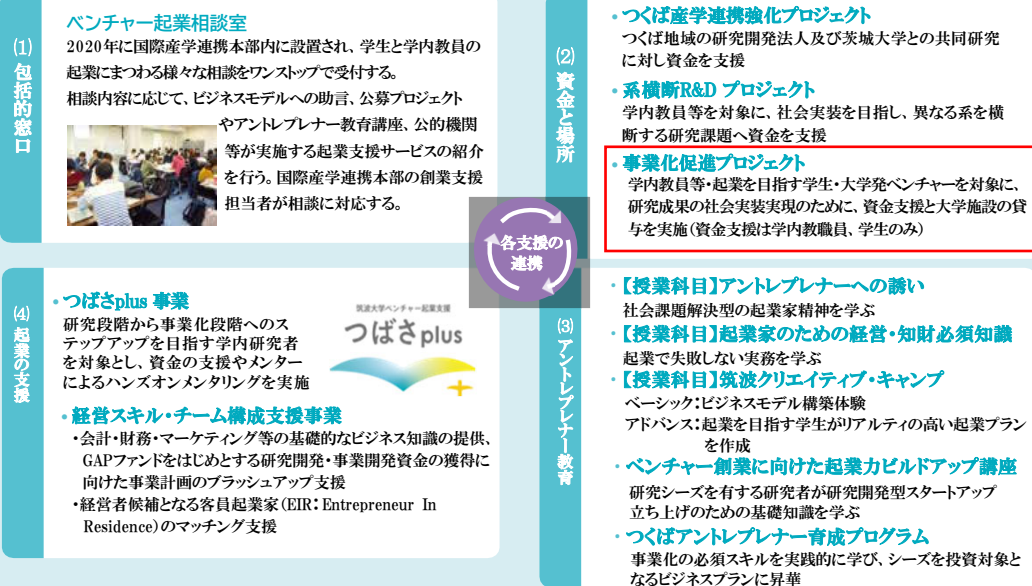 (1) 包括的窓口
ベンチャー起業相談室
2020年に国際産学連携本部内に設置され、学生と学内教員の
起業にまつわる様々な相談をワンストップで受付する。
相談内容に応じて、ビジネスモデルへの助言、公募プロジェクト
やアントレプレナー教育講座、公的機関
等が実施する起業支援サービスの紹介
を行う。国際産学連携本部の創業支援
担当者が相談に対応する。
(2) 資金と場所
・つくば産学連携強化プロジェクト
つくば地域の研究開発法人及び茨城大学との共同研究
に対し資金を支援
・系横断R&D プロジェクト
学内教員等を対象に、社会実装を目指し、異なる系を横
断する研究課題へ資金を支援
・事業化促進プロジェクト
学内教員等・起業を目指す学生・大学発ベンチャーを対象に、
研究成果の社会実装実現のために、資金支援と大学施設の貸
与を実施(資金支援は学内教職員、学生のみ)
各支援の
連携
(3) アントレプレナー教育
・【授業科目】アントレプレナーへの誘い
社会課題解決型の起業家精神を学ぶ
・【授業科目】起業家のための経営・知財必須知識
起業で失敗しない実務を学ぶ
・【授業科目】筑波クリエイティブ・キャンプ
ベーシック：ビジネスモデル構築体験
アドバンス：起業を目指す学生がリアルティの高い起業プラン
を作成
・ベンチャー創業に向けた起業力ビルドアップ講座
研究シーズを有する研究者が研究開発型スタートアップ
立ち上げのための基礎知識を学ぶ
・つくばアントレプレナー育成プログラム
事業化の必須スキルを実践的に学び、シーズを投資対象と
なるビジネスプランに昇華
(4) 起業の支援
・つばさplus 事業
研究段階から事業化段階へのス
テップアップを目指す学内研究者
を対象とし、資金の支援やメンター
によるハンズオンメンタリングを実施
筑波大学ベンチャー起業支援
つばさplus
・経営スキル・チーム構成支援事業
・会計・財務・マーケティング等の基礎的なビジネス知識の提供、
GAPファンドをはじめとする研究開発・事業開発資金の獲得に
向けた事業計画のブラッシュアップ支援
・経営者候補となる客員起業家(EIR：Entrepreneur In
Residence)のマッチング支援